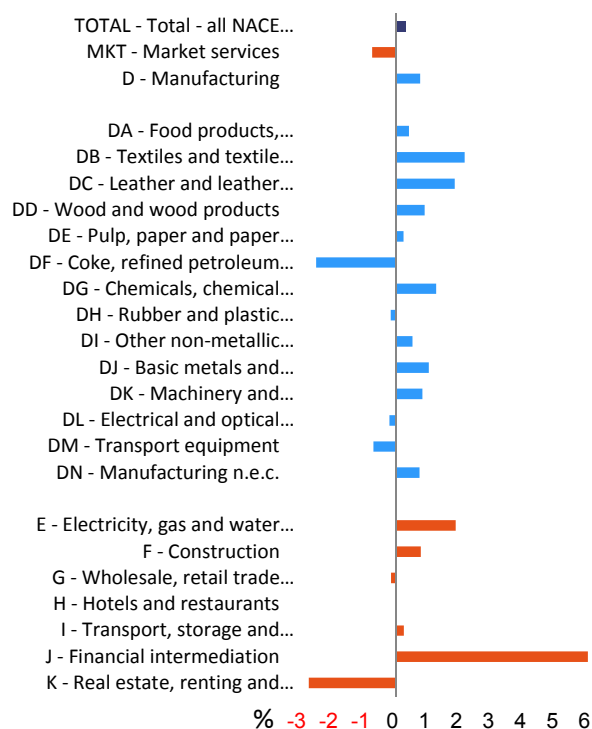 TOTAL - Total - all NACE...
MKT - Market services
D - Manufacturing
DA - Food products,...
DB - Textiles and textile...
DC - Leather and leather...
DD - Wood and wood products
DE - Pulp, paper and paper...
DF - Coke, refined petroleum...
DG - Chemicals, chemical...
DH - Rubber and plastic...
DI - Other non-metallic...
DJ - Basic metals and...
DK - Machinery and...
DL - Electrical and optical...
DM - Transport equipment
DN - Manufacturing n.e.c.
E - Electricity, gas and water...
F - Construction
G - Wholesale, retail trade...
H - Hotels and restaurants
I - Transport, storage and...
J - Financial intermediation
K - Real estate, renting and...
% -3 -2 -1 0 1 2 3 4 5 6